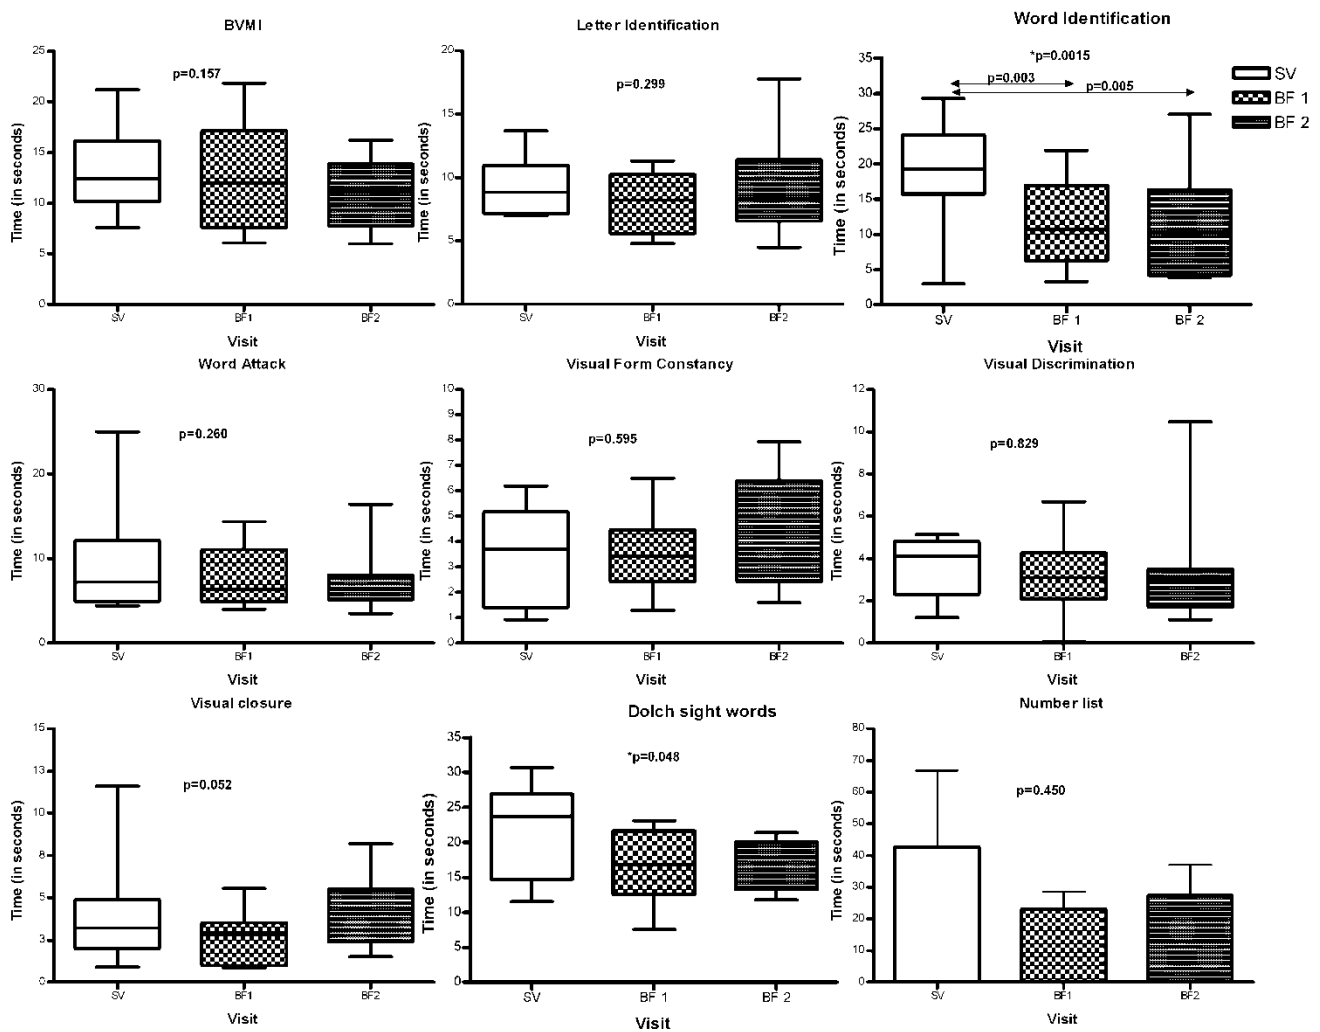 BVMI
p=0.157
Time (in seconds)
25
20
15
10
5
0
SV BF1 BF2
Visit
Letter Identification
p=0.299
Time (in seconds)
20
15
10
5
0
SV BF1 BF2
Visit
Word Identification
*p=0.0015
p=0.003
p=0.005
Time (in seconds)
35
30
25
20
15
10
5
0
SV BF 1 BF 2
Visit
SV
BF 1
BF 2
Word Attack
p=0.260
Time (in seconds)
30
20
10
0
SV BF1 BF2
Visit
Visual Form Constancy
p=0.595
Time (in seconds)
10
9
8
7
6
5
4
3
2
1
0
SV BF1 BF2
Visit
Visual Discrimination
p=0.829
Time (in seconds)
12
10
8
6
4
2
0
SV BF1 BF2
Visit
Visual closure
p=0.052
Time (in seconds)
15
13
10
8
5
3
0
SV BF1 BF2
Visit
Dolch sight words
*p=0.048
Time (in seconds)
35
30
25
20
15
10
5
0
SV BF 1 BF 2
Visit
Number list
p=0.450
Time (in seconds)
80
70
60
50
40
30
20
10
0
SV BF1 BF2
Visit